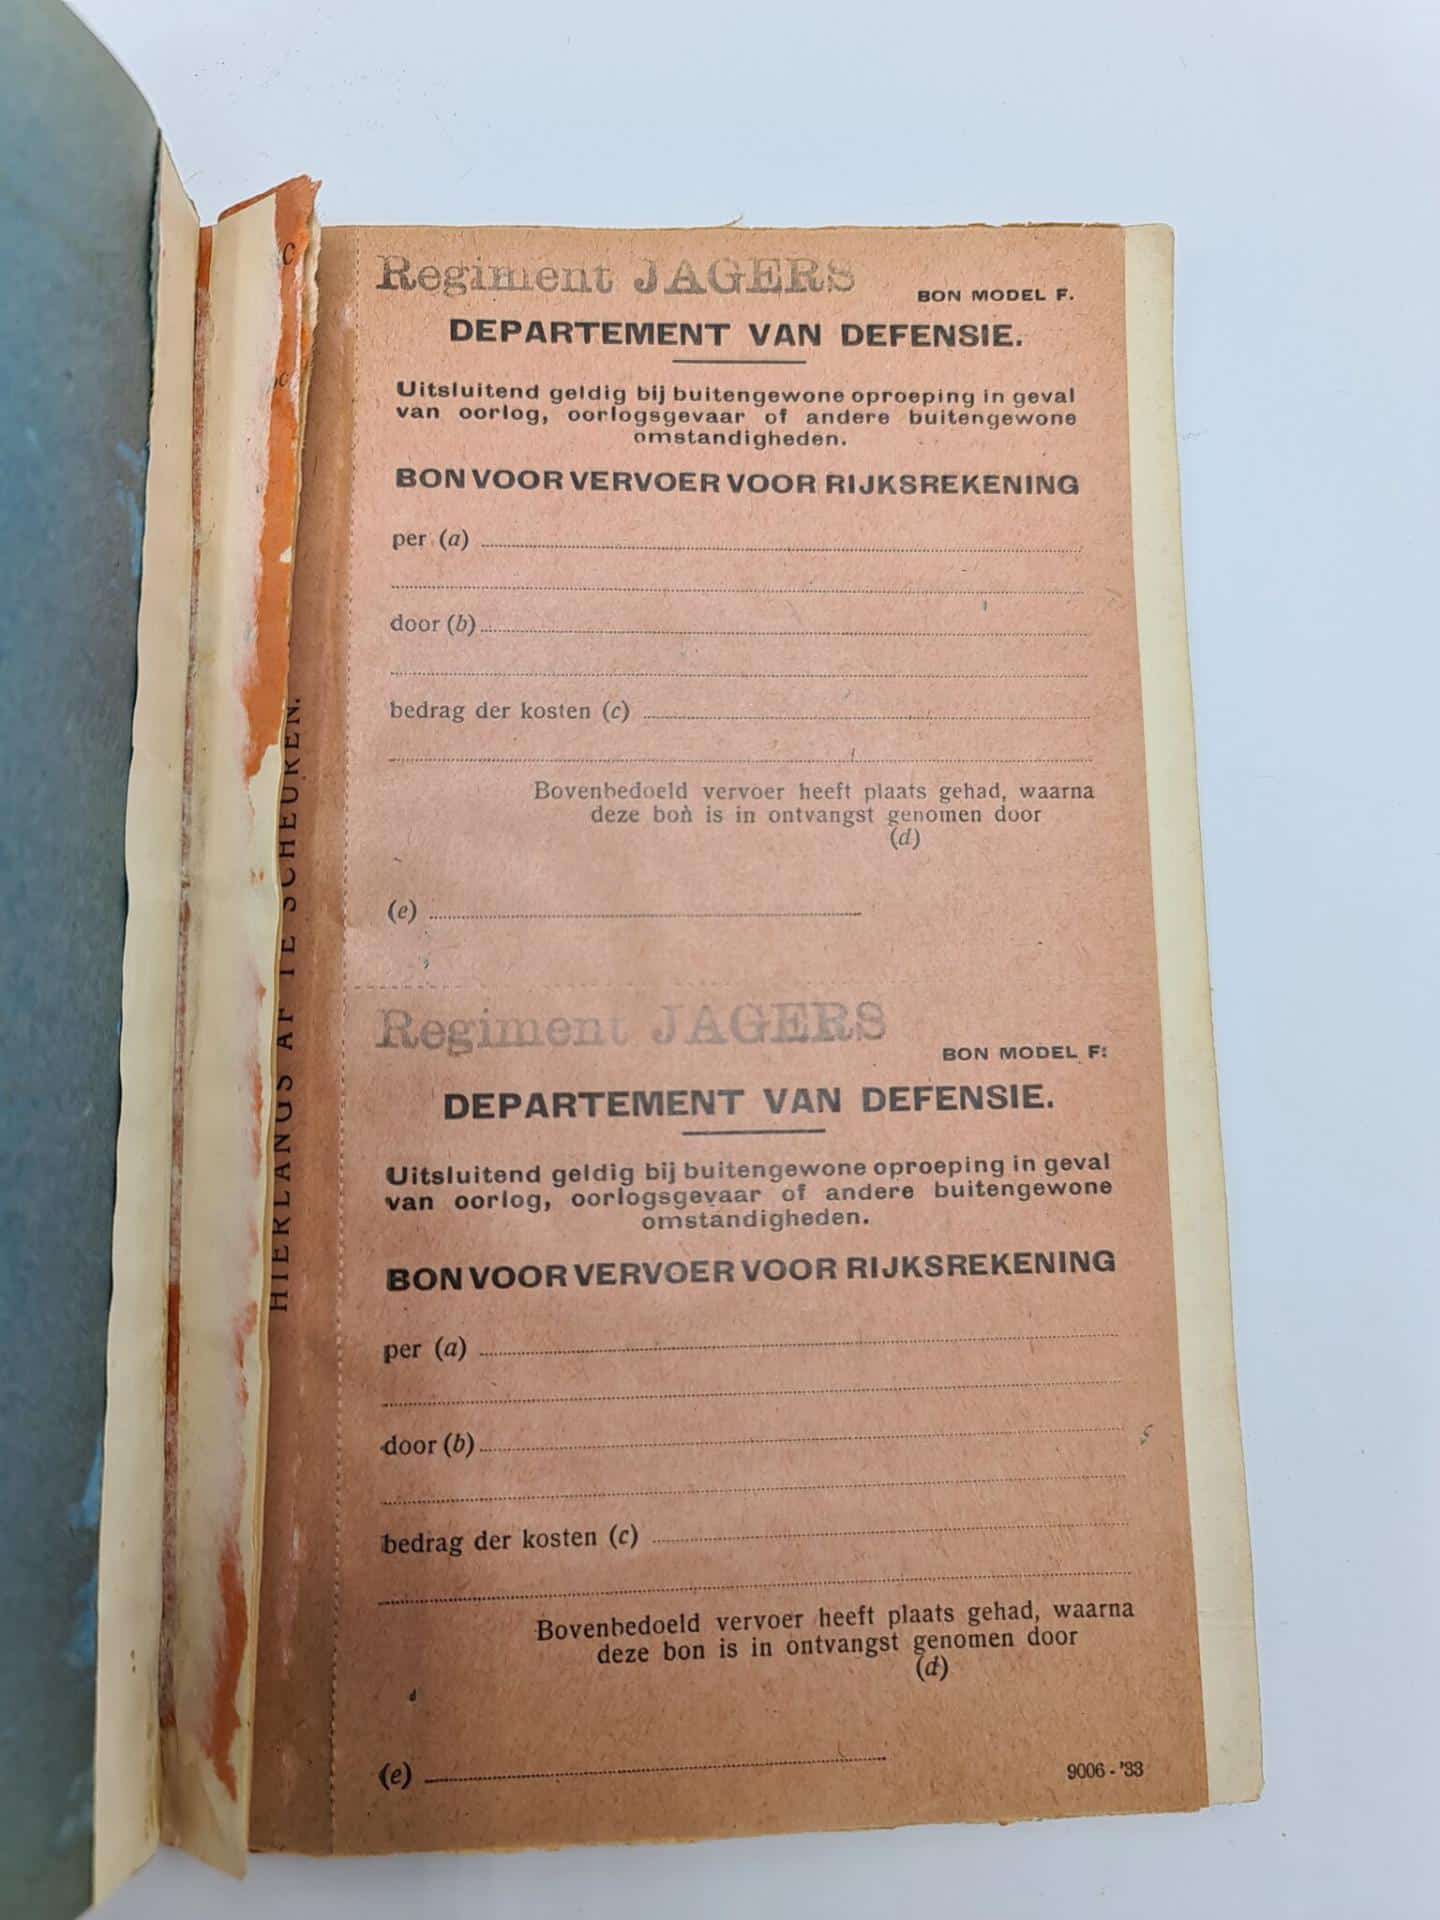 Regiment JAGERS
BON MODEL F.
DEPARTEMENT VAN DEFENSIE.
Uitsluitend geldig bij buitengewone oproeping in geval
van oorlog, oorlogsgevaar of andere buitengewone
omstandigheden.
BON VOOR VERVOER VOOR RIJKSREKENING
per (a)
door (b)
bedrag der kosten (c)
Bovenbedoeld vervoer heeft plaats gehad, waarna
deze bon is in ontvangst genomen door
(d)
(e)
Regiment JAGERS
BON MODEL F.
DEPARTEMENT VAN DEFENSIE.
Uitsluitend geldig bij buitengewone oproeping in geval
van oorlog, oorlogsgevaar of andere buitengewone
omstandigheden.
BON VOOR VERVOER VOOR RIJKSREKENING
per (a)
door (b)
bedrag der kosten (c)
Bovenbedoeld vervoer heeft plaats gehad, waarna
deze bon is in ontvangst genomen door
(d)
(e)
9006 - '33
HIERLANGS AF TE SCHEUREN.